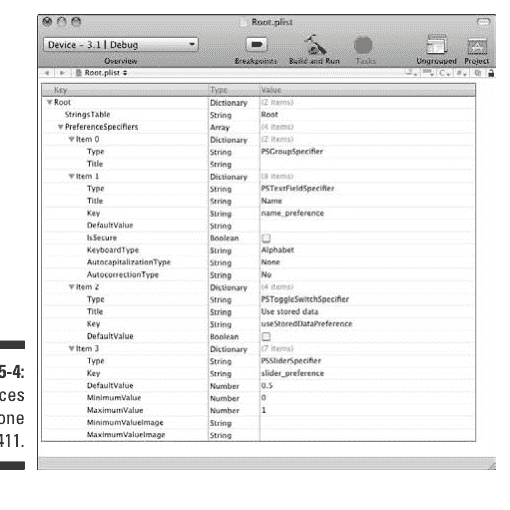 Root.plist
Device - 3.1 | Debug
Overview Breakpoints Build and Run Tasks Ungrouped Project
Root.plist
Key Type Value
Root Dictionary (2 items)
StringsTable String Root
PreferenceSpecifiers Array (4 items)
Item 0 Dictionary (2 items)
Type String PSGroupSpecifier
Title String
Item 1 Dictionary (8 items)
Type String PSTextFieldSpecifier
Title String Name
Key String name_preference
DefaultValue String
IsSecure Boolean
KeyboardType String Alphabet
AutocapitalizationType String None
AutocorrectionType String No
Item 2 Dictionary (4 items)
Type String PSToggleSwitchSpecifier
Title String Use stored data
Key String useStoredDataPreference
DefaultValue Boolean
Item 3 Dictionary (7 items)
Type String PSSliderSpecifier
Key String slider_preference
DefaultValue Number 0.5
MinimumValue Number 0
MaximumValue Number 1
MinimumValueImage String
MaximumValueImage String
5-4:
ces
one
411.